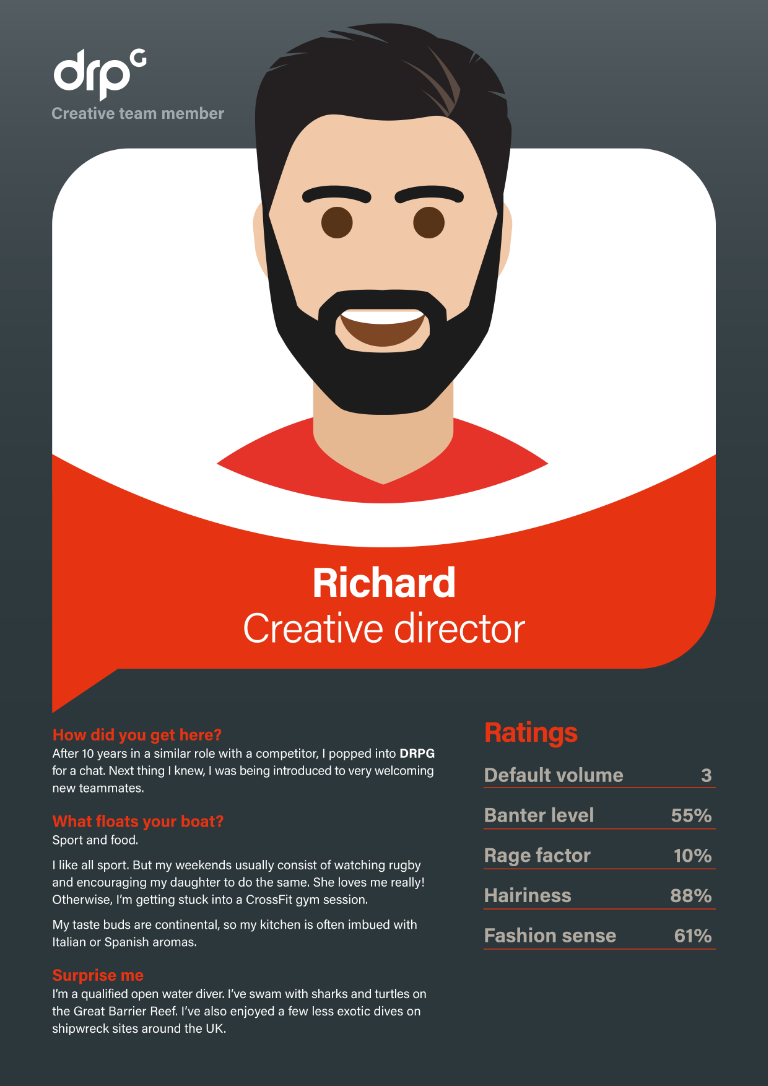 drpG
Creative team member
Richard
Creative director
How did you get here?
After 10 years in a similar role with a competitor, I popped into DRPG
for a chat. Next thing I knew, I was being introduced to very welcoming
new teammates.
What floats your boat?
Sport and food.
I like all sport. But my weekends usually consist of watching rugby
and encouraging my daughter to do the same. She loves me really!
Otherwise, I'm getting stuck into a CrossFit gym session.
My taste buds are continental, so my kitchen is often imbued with
Italian or Spanish aromas.
Surprise me
I'm a qualified open water diver. I've swam with sharks and turtles on
the Great Barrier Reef. I've also enjoyed a few less exotic dives on
shipwreck sites around the UK.
Ratings
Default volume 3
Banter level 55%
Rage factor 10%
Hairiness 88%
Fashion sense 61%